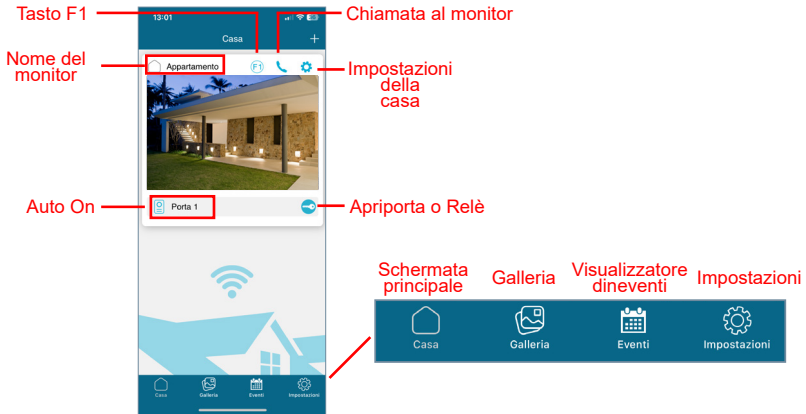 Tasto F1
Chiamata al monitor
13:01
Casa
Nome del
monitor
Appartamento
F1
Impostazioni
della
casa
Auto On
Porta 1
Apriporta o Relè
Schermata
principale
Galleria
Visualizzatore
dineventi
Impostazioni
Casa
Galleria
Eventi
Impostazioni
Casa
Galleria
Eventi
Impostazioni